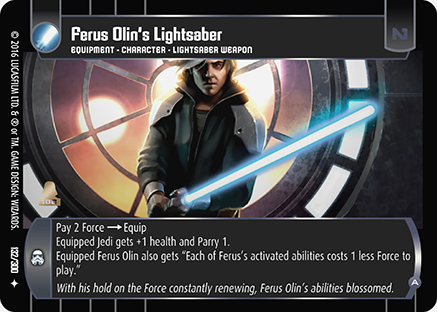 Ferus Olin's Lightsaber
EQUIPMENT - CHARACTER - LIGHTSABER WEAPON
N
Pay 2 Force → Equip
Equipped Jedi gets +1 health and Parry 1.
Equipped Ferus Olin also gets "Each of Ferus's activated abilities costs 1 less Force to
play."
With his hold on the Force constantly renewing, Ferus Olin's abilities blossomed.
A
© 2016 LUCASFILM LTD. & ® or TM. GAME DESIGN: WIZARDS.
132/300